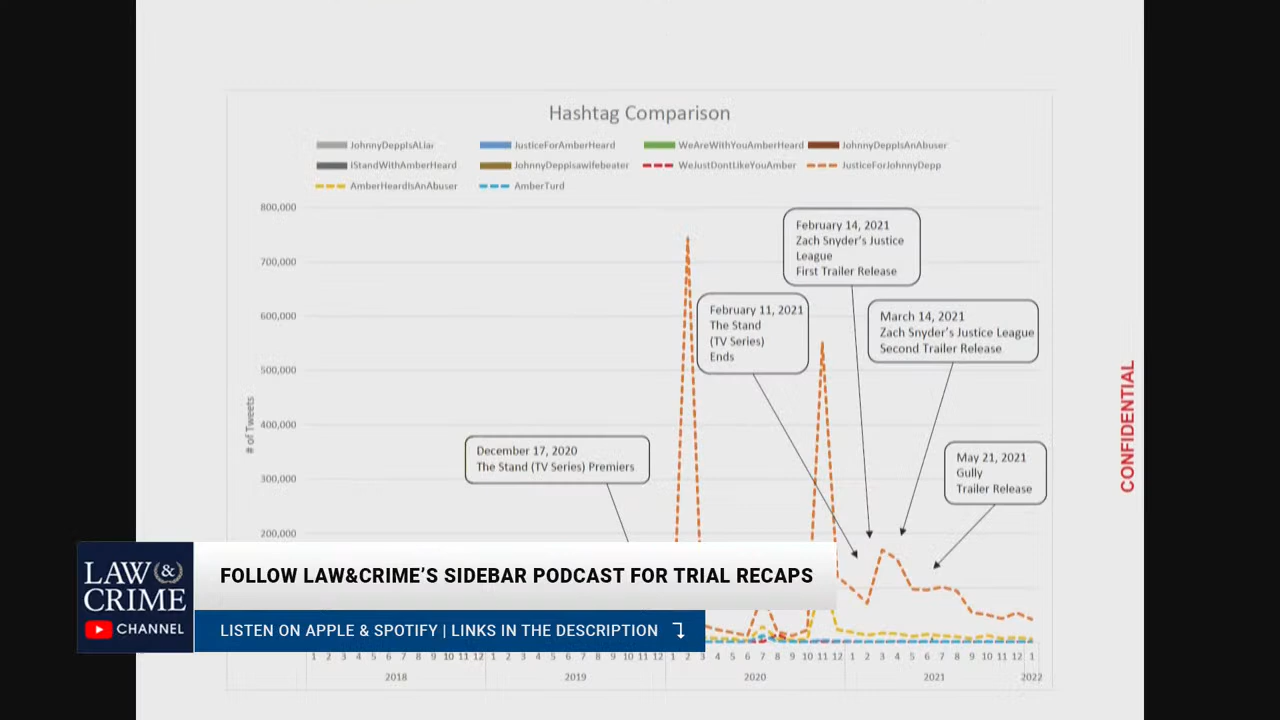 Hashtag Comparison
JohnnyDeppIsALiar JusticeForAmberHeard WeAreWithYouAmberHeard JohnnyDeppIsAnAbuser
IStandWithAmberHeard JohnnyDeppisawifebeater WeJustDontLikeYouAmber JusticeForJohnnyDepp
AmberHeardIsAnAbuser AmberTurd
800,000
700,000
600,000
500,000
400,000
300,000
200,000
# of Tweets
February 14, 2021
Zach Snyder's Justice
League
First Trailer Release
February 11, 2021
The Stand
(TV Series)
Ends
March 14, 2021
Zach Snyder's Justice League
Second Trailer Release
December 17, 2020
The Stand (TV Series) Premiers
May 21, 2021
Gully
Trailer Release
CONFIDENTIAL
LAW &
CRIME
CHANNEL
FOLLOW LAW&CRIME'S SIDEBAR PODCAST FOR TRIAL RECAPS
LISTEN ON APPLE & SPOTIFY | LINKS IN THE DESCRIPTION
1 2 3 4 5 6 7 8 9 10 11 12 1 2 3 4 5 6 7 8 9 10 11 12 1 2 3 4 5 6 7 8 9 10 11 12 1 2 3 4 5 6 7 8 9 10 11 12 1
2018 2019 2020 2021 2022